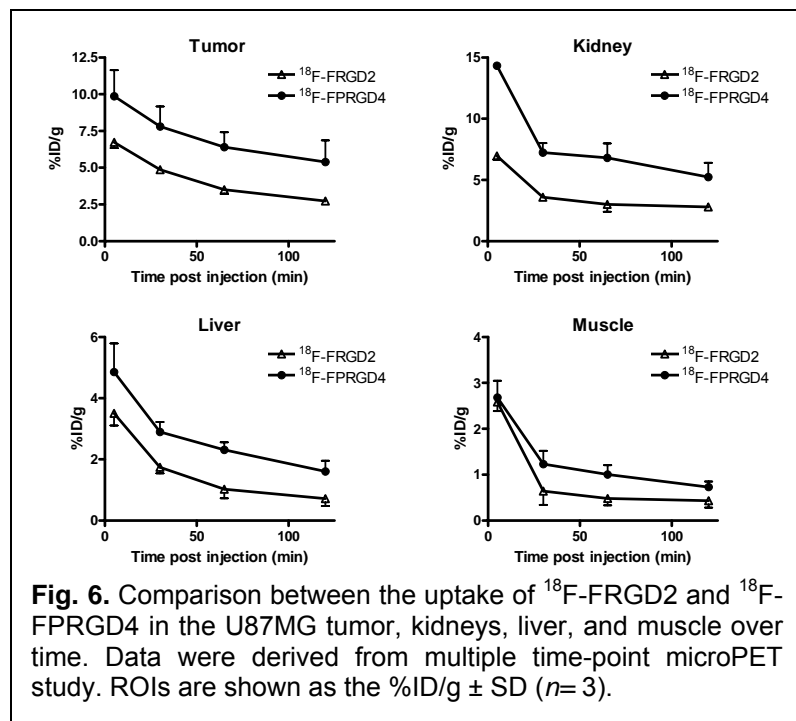 Tumor
12.5
10.0
7.5
5.0
2.5
0.0
%ID/g
0 50 100
Time post injection (min)
¹⁸F-FRGD2
¹⁸F-FPRGD4
Kidney
15
10
5
0
%ID/g
0 50 100
Time post injection (min)
¹⁸F-FRGD2
¹⁸F-FPRGD4
Liver
6
4
2
0
%ID/g
0 50 100
Time post injection (min)
¹⁸F-FRGD2
¹⁸F-FPRGD4
Muscle
4
3
2
1
0
%ID/g
0 50 100
Time post injection (min)
¹⁸F-FRGD2
¹⁸F-FPRGD4
Fig. 6. Comparison between the uptake of ¹⁸F-FRGD2 and ¹⁸F-
FPRGD4 in the U87MG tumor, kidneys, liver, and muscle over
time. Data were derived from multiple time-point microPET
study. ROIs are shown as the %ID/g ± SD (n= 3).